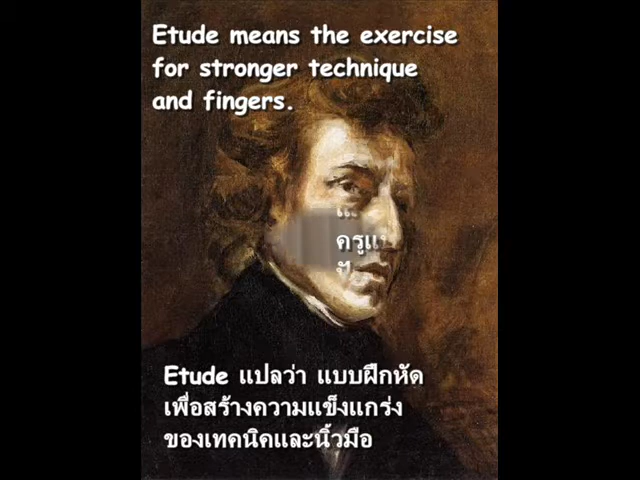 Etude means the exercise
for stronger technique
and fingers.
ครู
Etude แปลว่า แบบฝึกหัด
เพื่อสร้างความแข็งแกร่ง
ของเทคนิคและนิ้วมือ